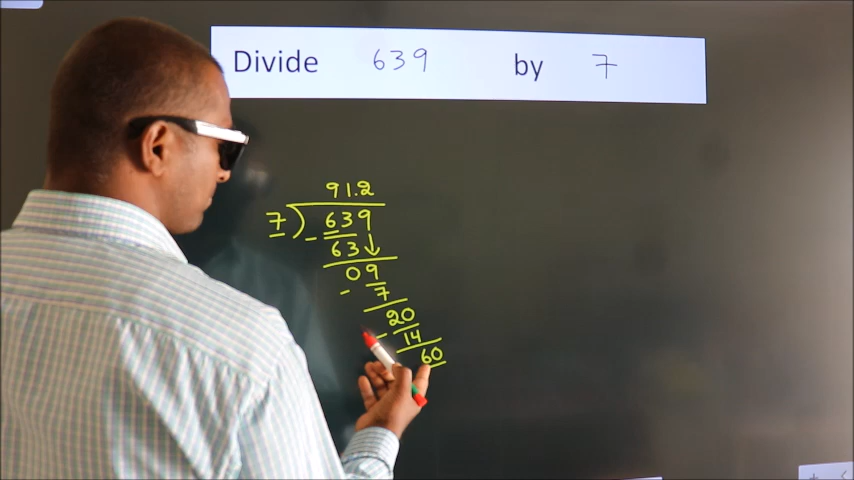 Divide 639 by 7
91.2
7 ) 639
- 63 ↓
09
- 7
20
- 14
60